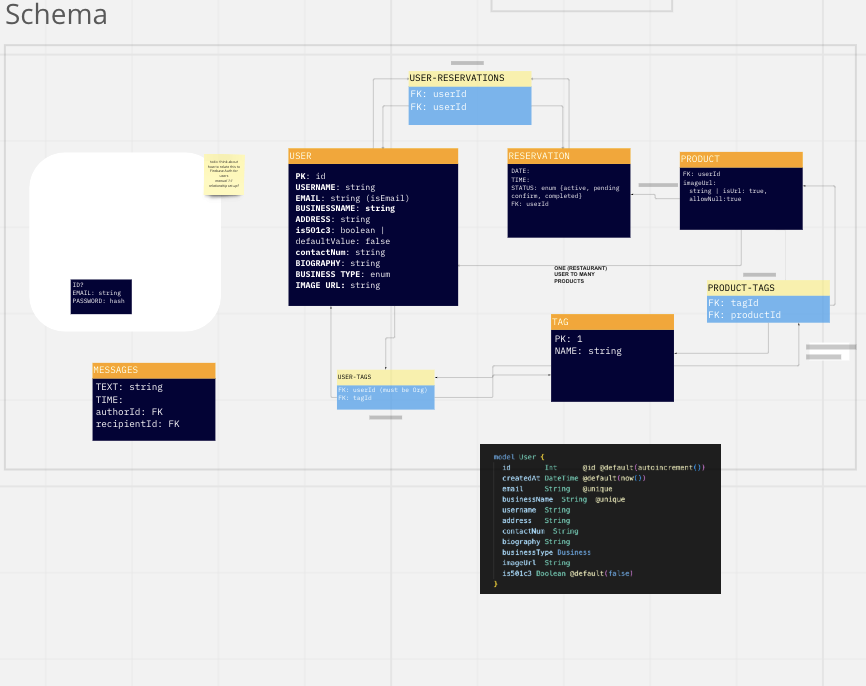 Schema
USER-RESERVATIONS
FK: userId
FK: userId
USER
PK: id
USERNAME: string
EMAIL: string (isEmail)
BUSINESSNAME: string
ADDRESS: string
is501c3: boolean |
defaultValue: false
contactNum: string
BIOGRAPHY: string
BUSINESS TYPE: enum
IMAGE URL: string
RESERVATION
DATE:
TIME:
STATUS: enum {active, pending
confirm, completed}
FK: userId
PRODUCT
FK: userId
imageUrl:
string | isUrl: true,
allowNull:true
ONE (RESTAURANT)
USER TO MANY
PRODUCTS
PRODUCT-TAGS
FK: tagId
FK: productId
ID?
EMAIL: string
PASSWORD: hash
TAG
PK: 1
NAME: string
MESSAGES
TEXT: string
TIME:
authorId: FK
recipientId: FK
USER-TAGS
FK: userId (must be Org)
FK: tagId
model User {
id Int @id @default(autoincrement())
createdAt DateTime @default(now())
email String @unique
businessName String @unique
username String
address String
contactNum String
biography String
businessType Business
imageUrl String
is501c3 Boolean @default(false)
}